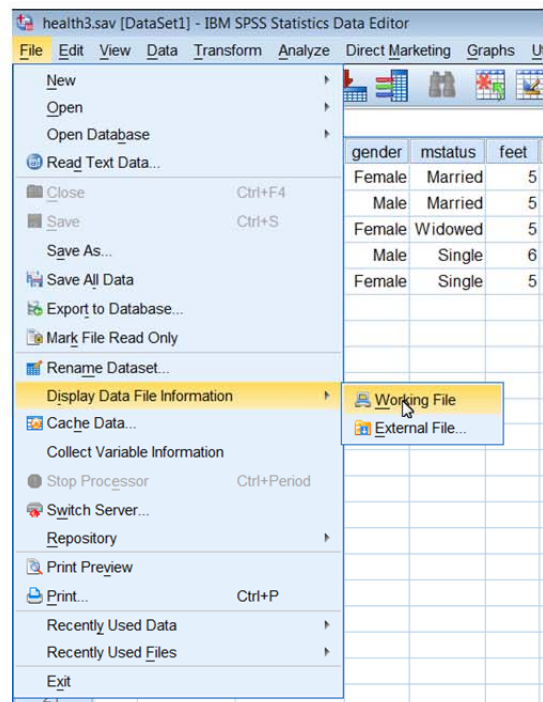 health3.sav [DataSet1] - IBM SPSS Statistics Data Editor
File Edit View Data Transform Analyze Direct Marketing Graphs
New
Open
Open Database
Read Text Data...
Close Ctrl+F4
Save Ctrl+S
Save As...
Save All Data
Export to Database...
Mark File Read Only
Rename Dataset...
Display Data File Information
Cache Data...
Collect Variable Information
Stop Processor Ctrl+Period
Switch Server...
Repository
Print Preview
Print... Ctrl+P
Recently Used Data
Recently Used Files
Exit
gender mstatus feet
Female Married 5
Male Married 5
Female Widowed 5
Male Single 6
Female Single 5
Working File
External File...